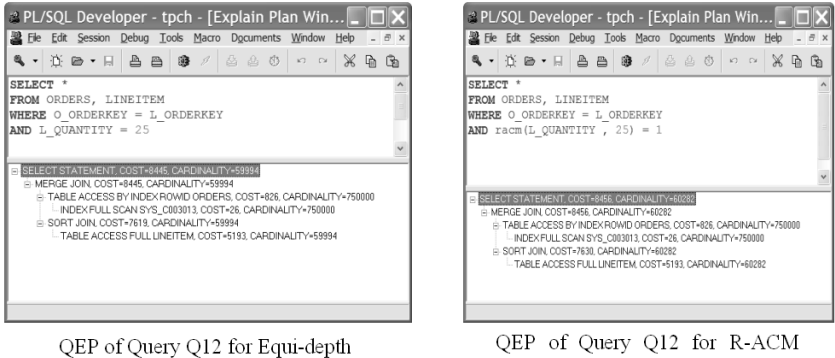 PL/SQL Developer - tpch - [Explain Plan Win...
File Edit Session Debug Tools Macro Documents Window Help
SELECT *
FROM ORDERS, LINEITEM
WHERE O_ORDERKEY = L_ORDERKEY
AND L_QUANTITY = 25
SELECT STATEMENT, COST=8445, CARDINALITY=59994
MERGE JOIN, COST=8445, CARDINALITY=59994
TABLE ACCESS BY INDEX ROWID ORDERS, COST=826, CARDINALITY=750000
INDEX FULL SCAN SYS_C003013, COST=26, CARDINALITY=750000
SORT JOIN, COST=7619, CARDINALITY=59994
TABLE ACCESS FULL LINEITEM, COST=5193, CARDINALITY=59994
QEP of Query Q12 for Equi-depth
PL/SQL Developer - tpch - [Explain Plan Win...
File Edit Session Debug Tools Macro Documents Window Help
SELECT *
FROM ORDERS, LINEITEM
WHERE O_ORDERKEY = L_ORDERKEY
AND racm(L_QUANTITY , 25) = 1
SELECT STATEMENT, COST=8456, CARDINALITY=60282
MERGE JOIN, COST=8456, CARDINALITY=60282
TABLE ACCESS BY INDEX ROWID ORDERS, COST=826, CARDINALITY=750000
INDEX FULL SCAN SYS_C003013, COST=26, CARDINALITY=750000
SORT JOIN, COST=7630, CARDINALITY=60282
TABLE ACCESS FULL LINEITEM, COST=5193, CARDINALITY=60282
QEP of Query Q12 for R-ACM